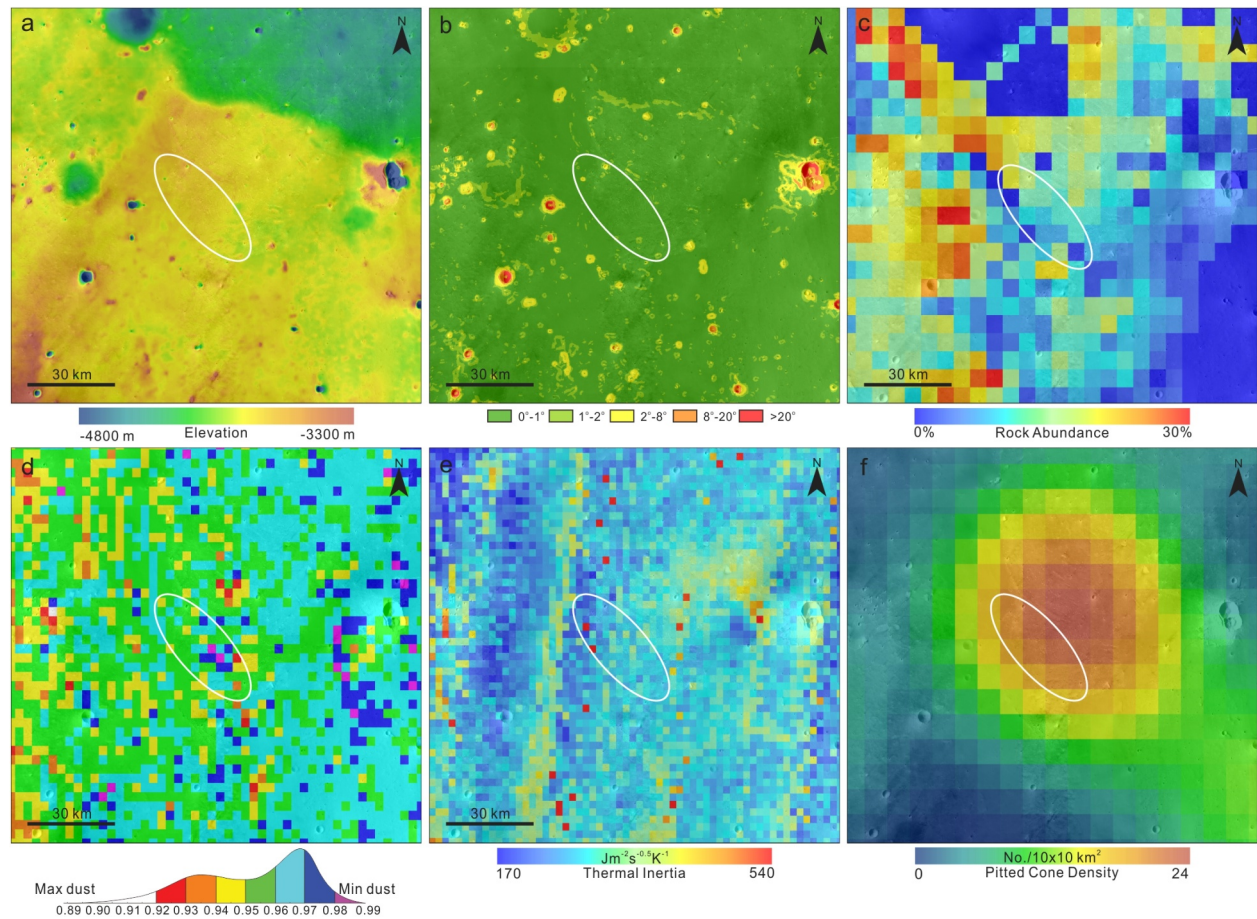 a
N
30 km
-4800 m Elevation -3300 m
b
N
30 km
0°-1° 1°-2° 2°-8° 8°-20° >20°
c
N
30 km
0% Rock Abundance 30%
d
N
30 km
Max dust Min dust
0.89 0.90 0.91 0.92 0.93 0.94 0.95 0.96 0.97 0.98 0.99
e
N
30 km
Jm⁻²s⁻⁰·⁵K⁻¹
170 Thermal Inertia 540
f
N
No./10x10 km²
0 Pitted Cone Density 24